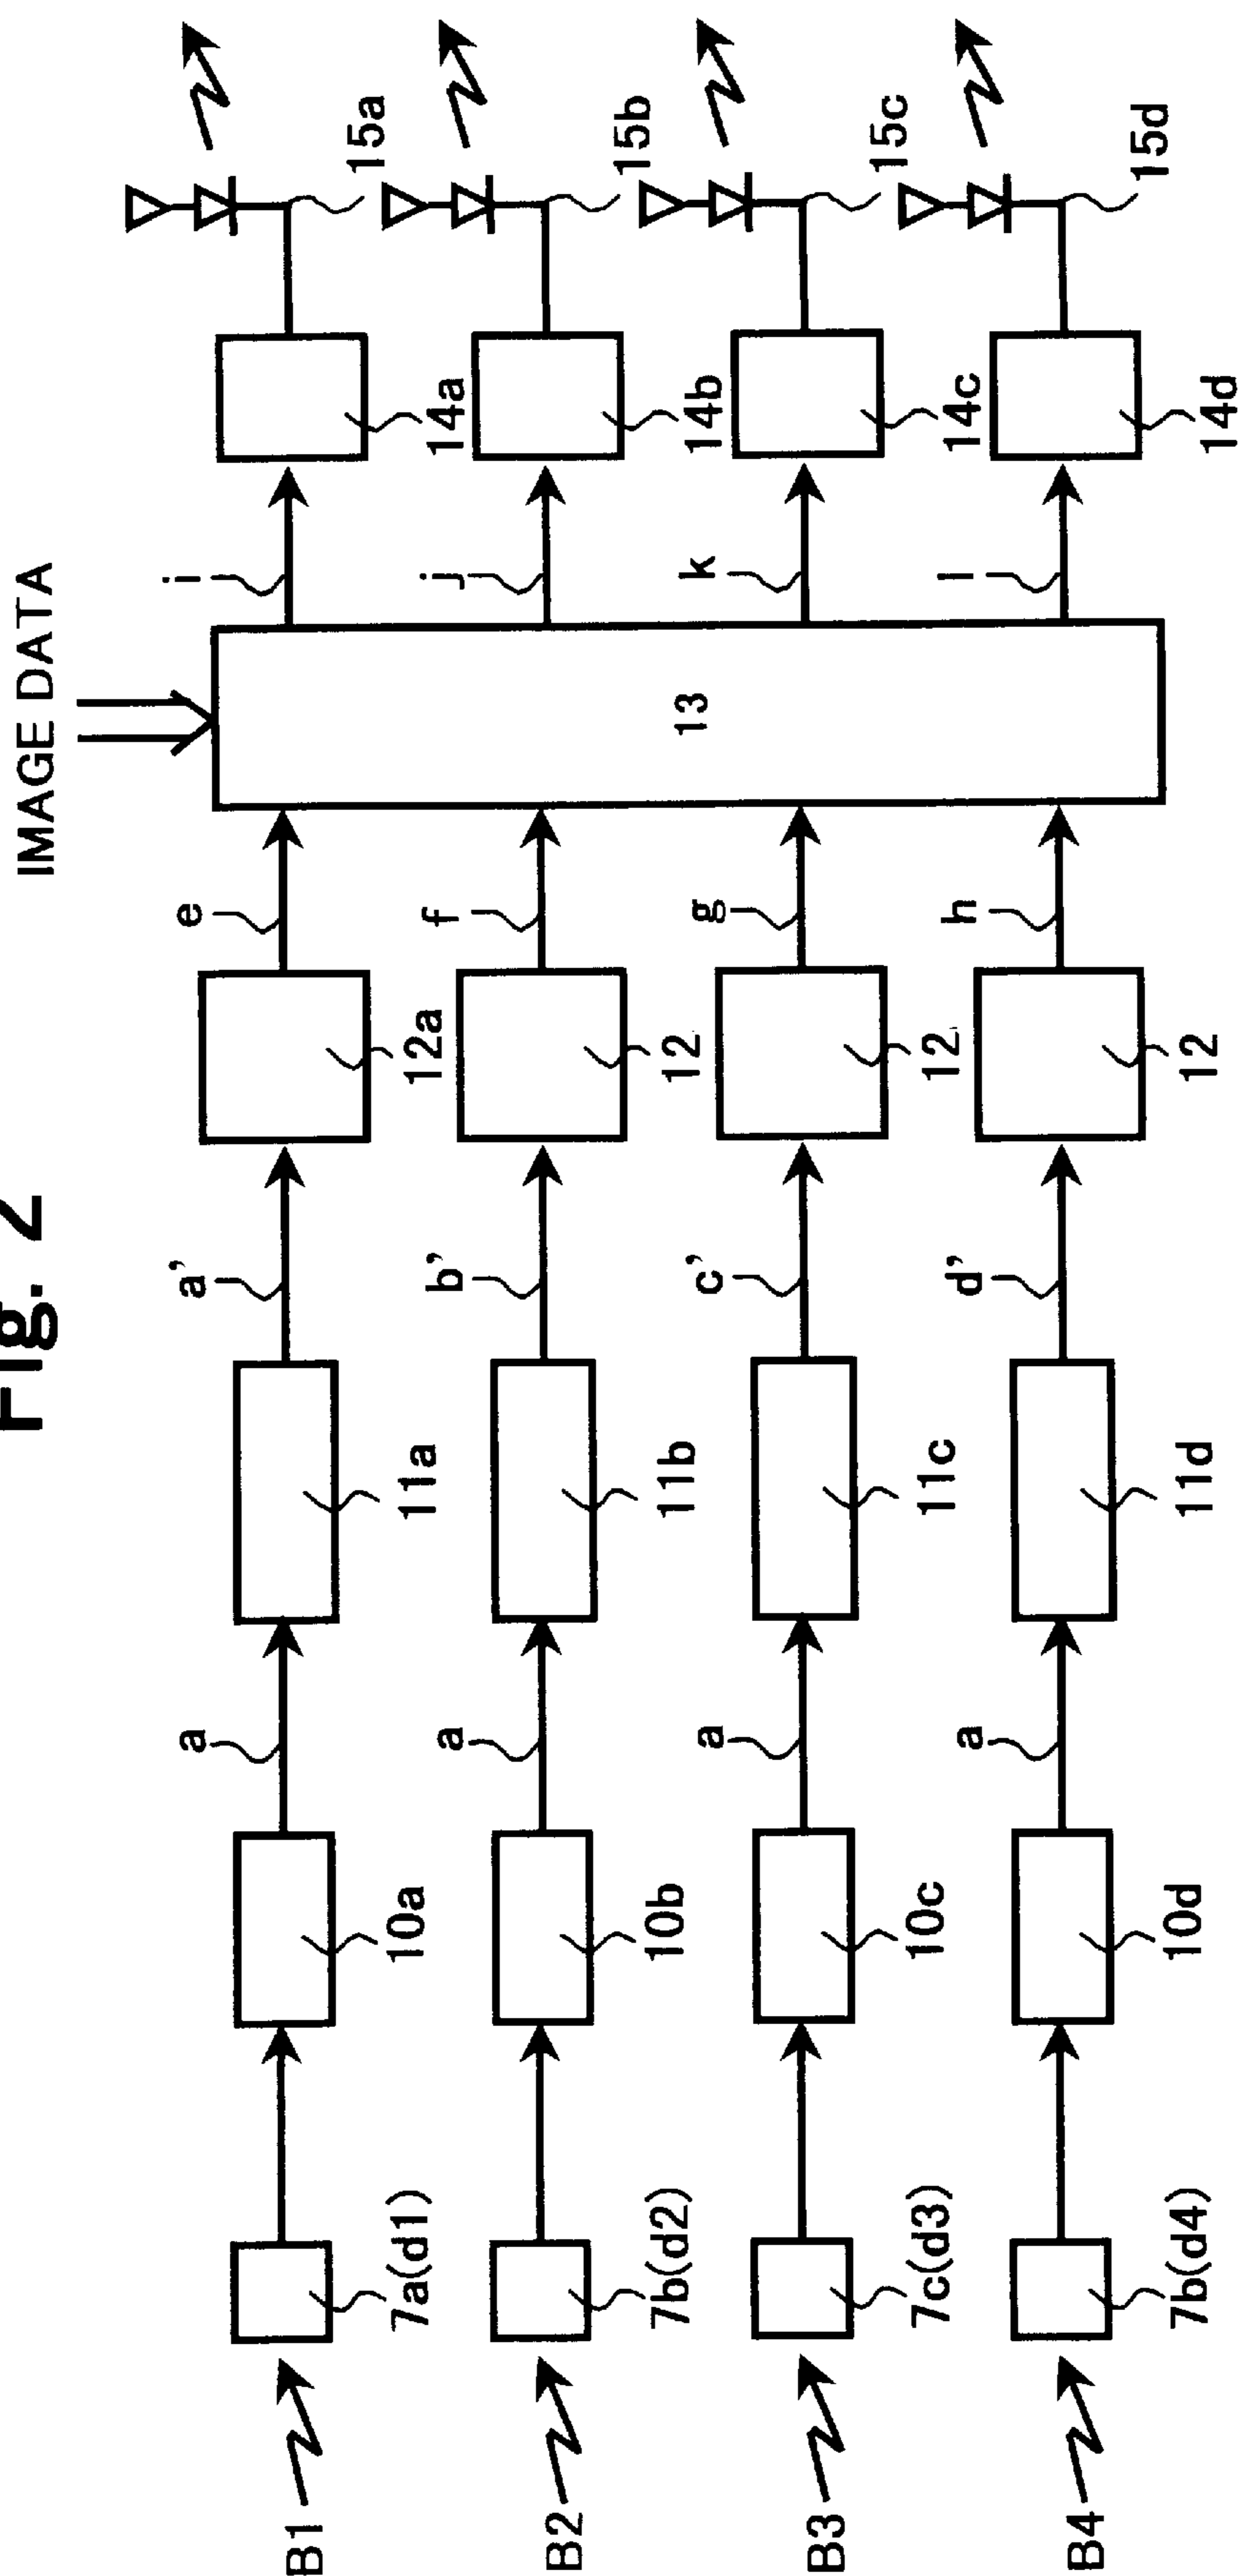 Fig. 2
IMAGE DATA
B1
7a(d1)
10a
a
11a
a'
12a
e
13
i
14a
15a
B2
7b(d2)
10b
a
11b
b'
12
f
j
14b
15b
B3
7c(d3)
10c
a
11c
c'
12
g
k
14c
15c
B4
7b(d4)
10d
a
11d
d'
12
h
l
14d
15d